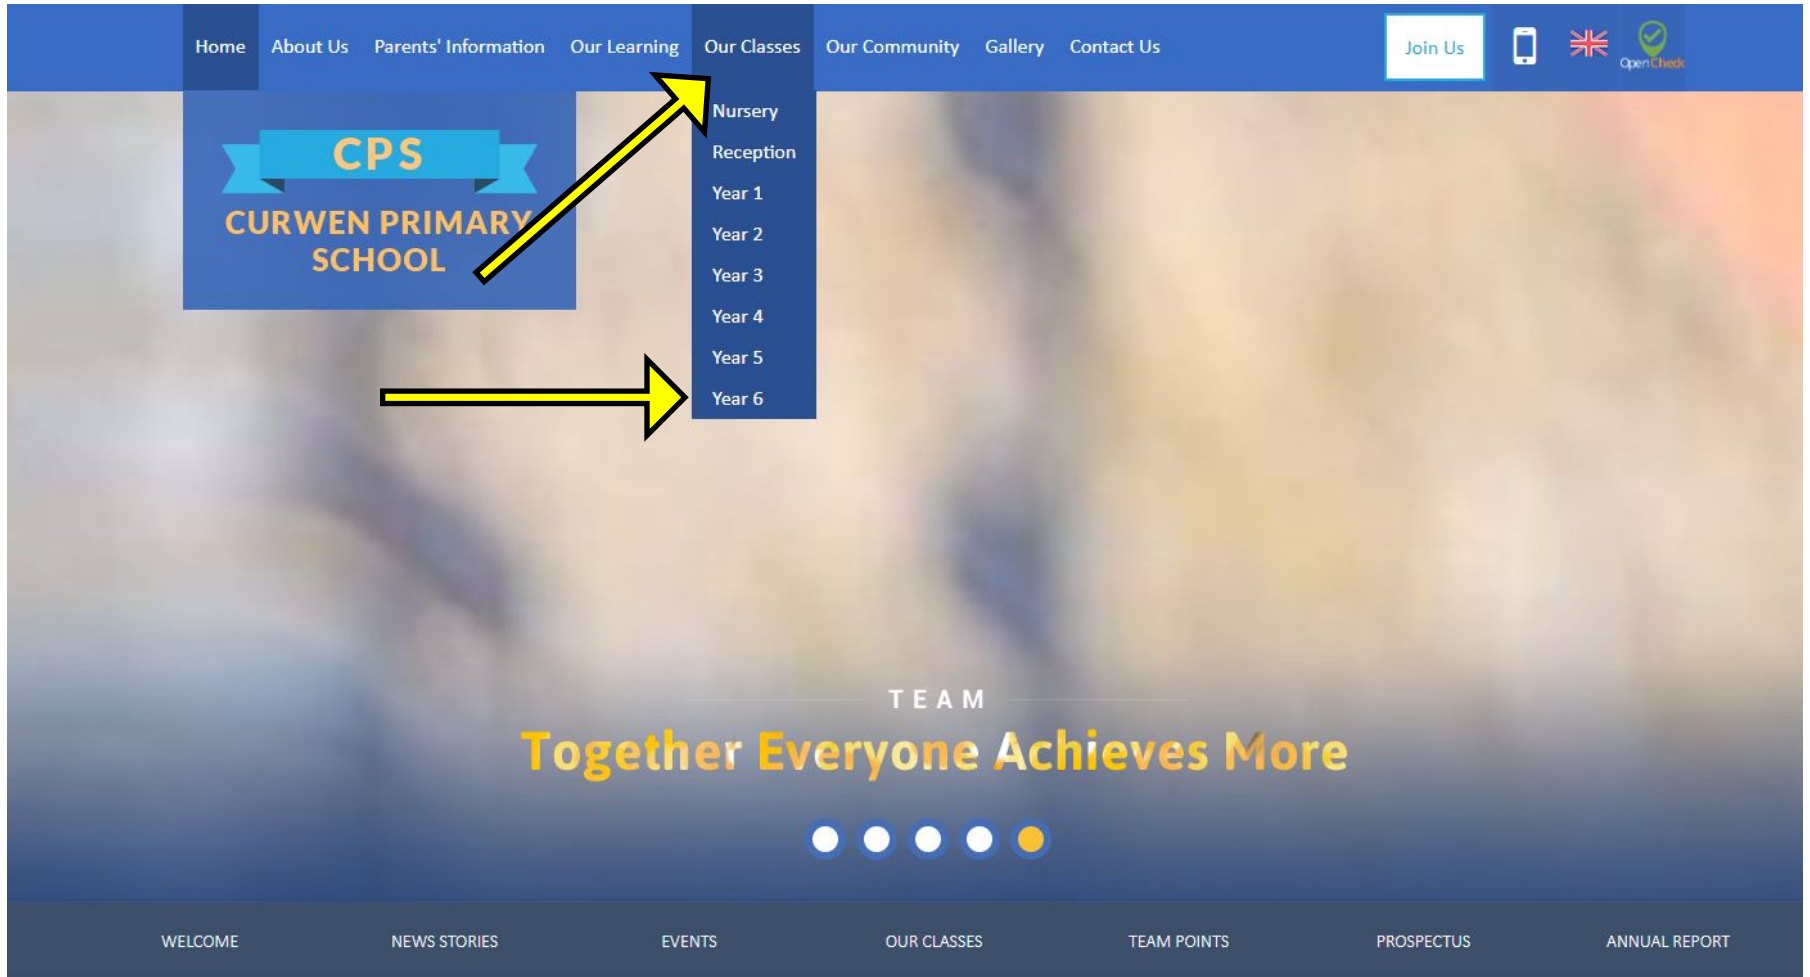 Home About Us Parents' Information Our Learning Our Classes Our Community Gallery Contact Us Join Us OpenCheck
CPS
CURWEN PRIMARY
SCHOOL
Nursery
Reception
Year 1
Year 2
Year 3
Year 4
Year 5
Year 6
TEAM
Together Everyone Achieves More
WELCOME NEWS STORIES EVENTS OUR CLASSES TEAM POINTS PROSPECTUS ANNUAL REPORT